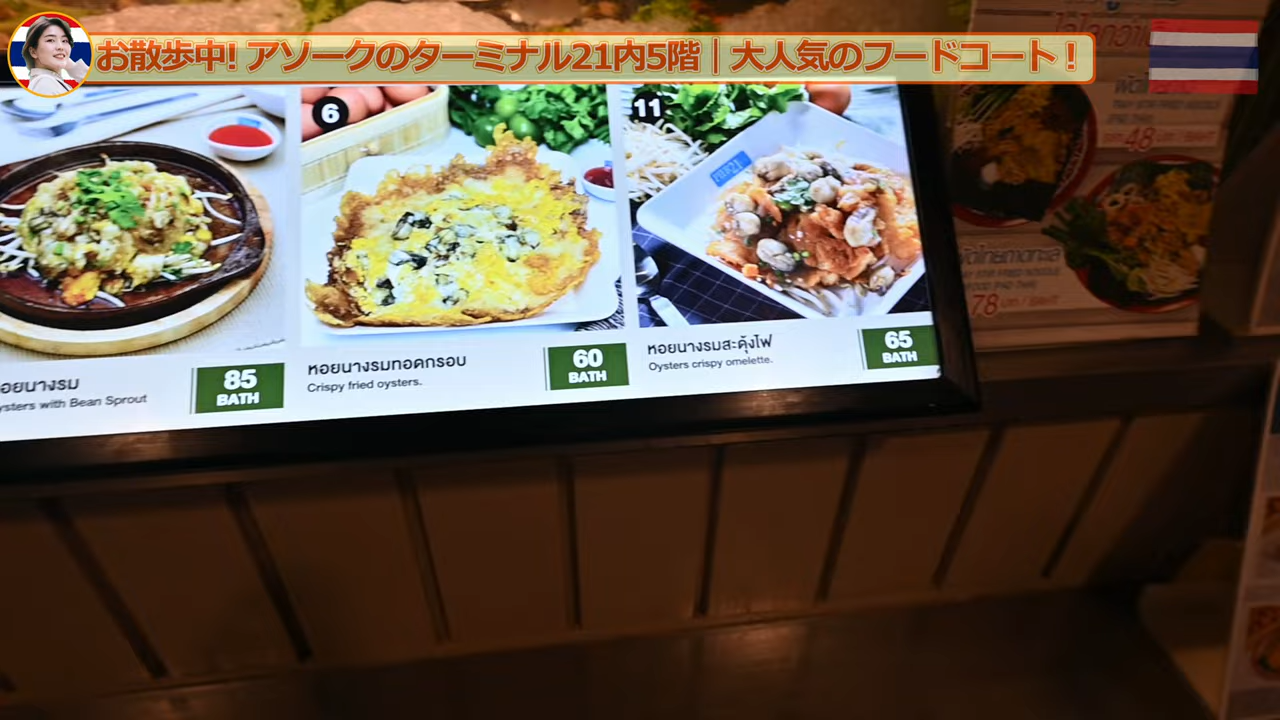 お散歩中! アソークのターミナル21内5階｜大人気のフードコート！
6
11
PIER21
อยนางรม
ysters with Bean Sprout
85
BATH
หอยนางรมทอดกรอบ
Crispy fried oysters.
60
BATH
หอยนางรมสะดุ้งไฟ
Oysters crispy omelette.
65
BATH
48
78